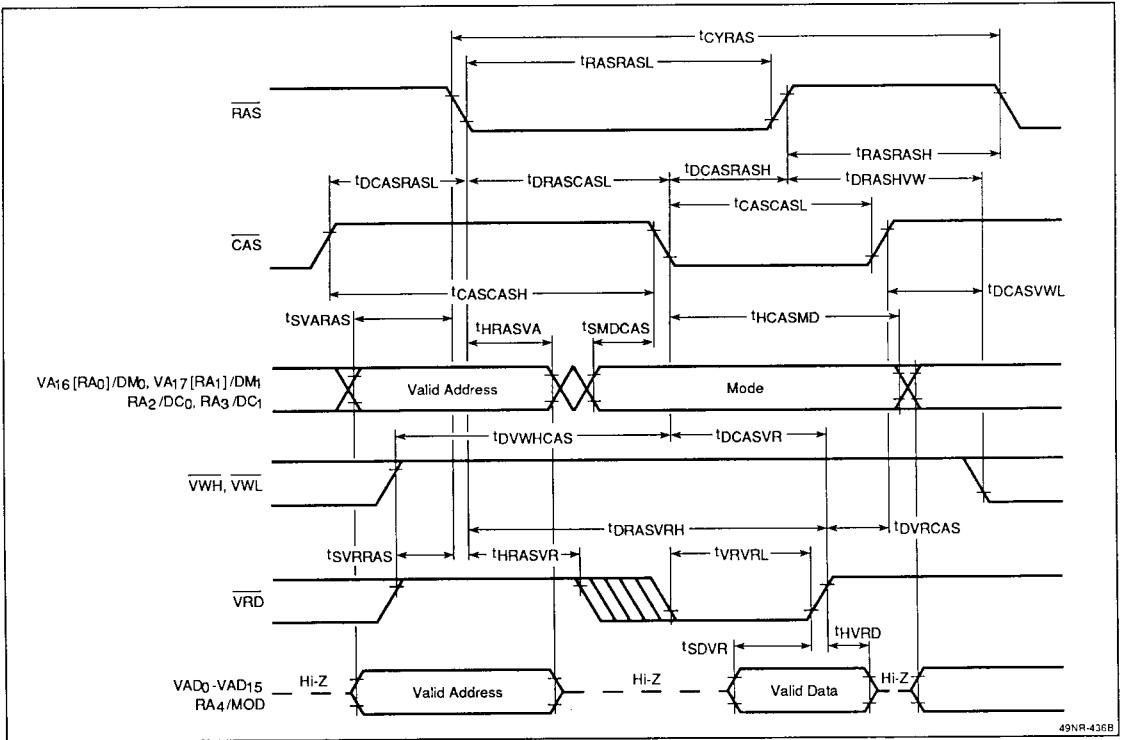 tCYRAS
tRASRASL
RAS
tRASRASH
tDCASRASL
tDRASCASL
tDCASRASH
tDRASHVW
tCASCASL
CAS
tCASCASH
tDCASVWL
tSVARAS
tHRASVA
tSMDCAS
tHCASMD
VA16 [RA0]/DM0, VA17 [RA1]/DM1
RA2/DC0, RA3/DC1
Valid Address
Mode
tDVWHCAS
tDCASVR
VWH, VWL
tDRASVRH
tDVRCAS
tSVRRAS
tHRASVR
tVRVRL
VRD
tSDVR
tHVRD
VAD0-VAD15
RA4/MOD
Hi-Z
Valid Address
Hi-Z
Valid Data
Hi-Z
49NR-436B